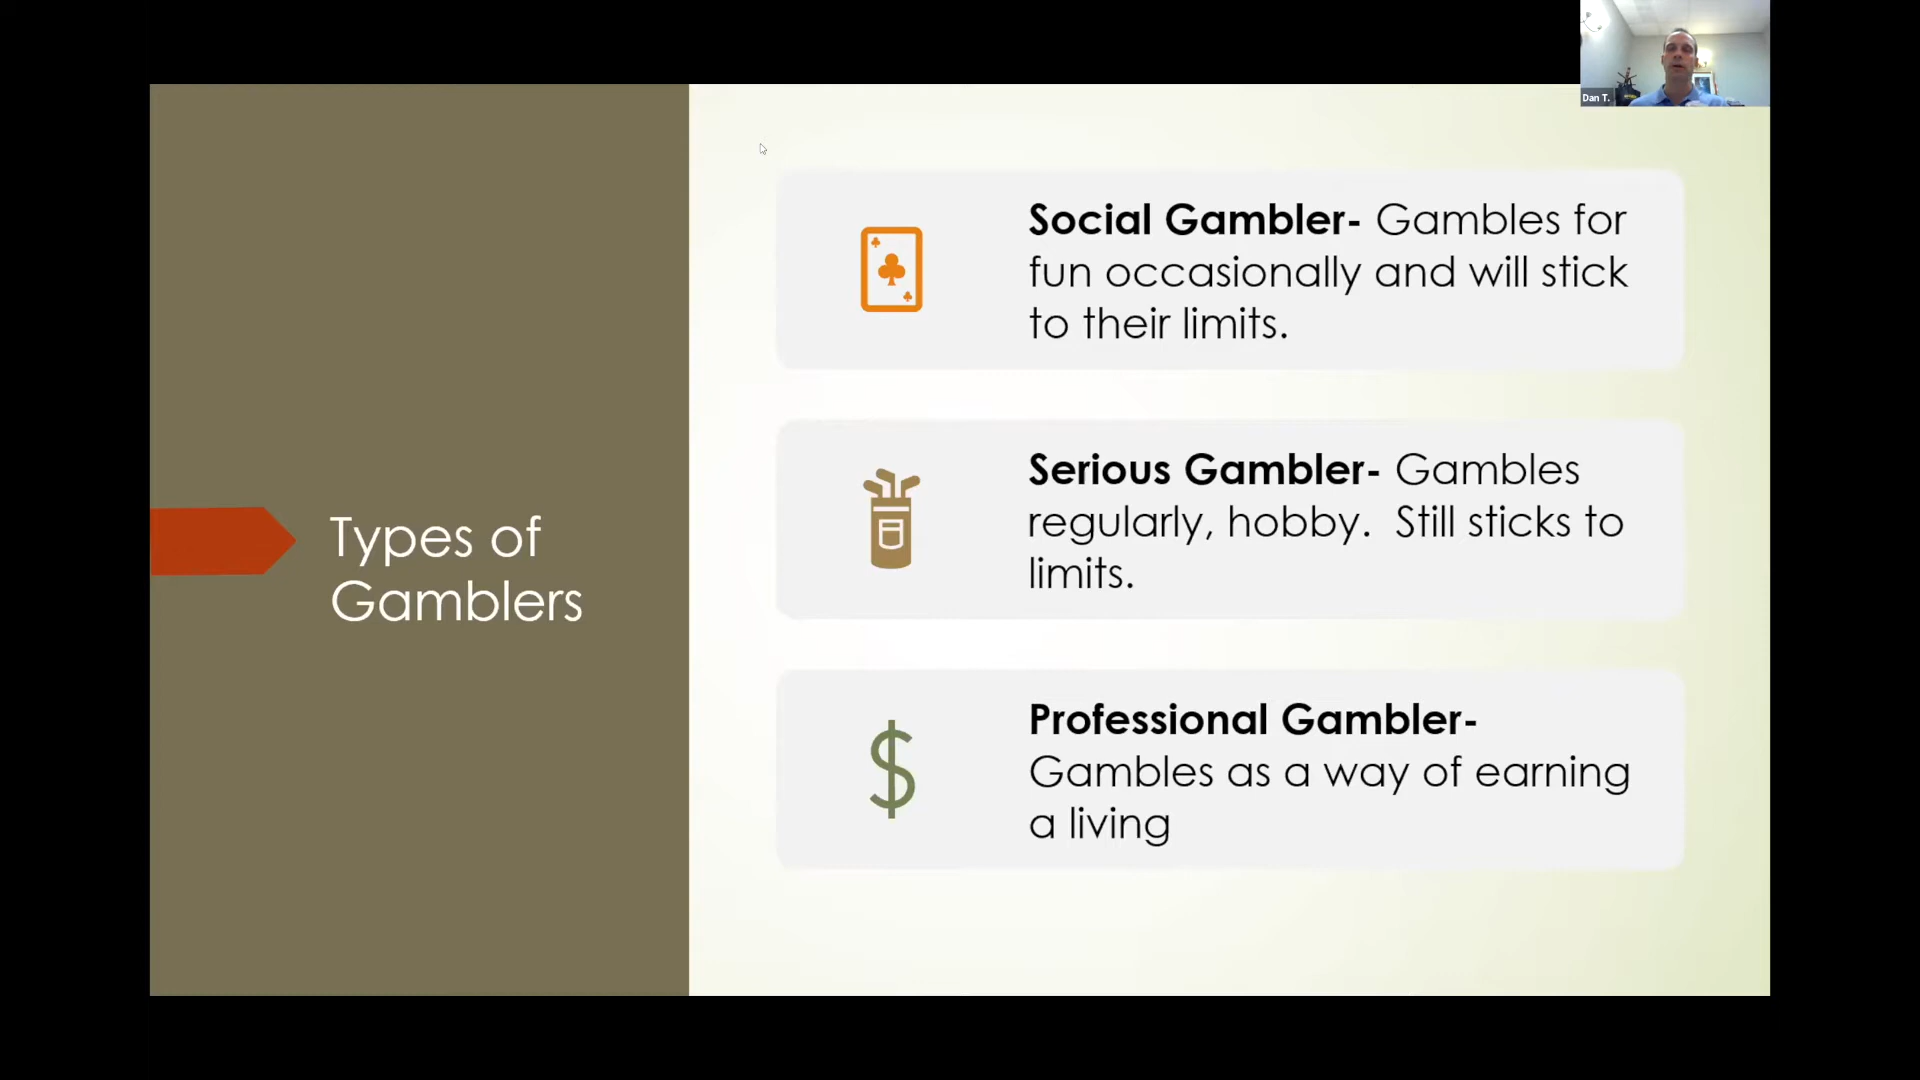 Dan T.
Types of
Gamblers
Social Gambler- Gambles for
fun occasionally and will stick
to their limits.
Serious Gambler- Gambles
regularly, hobby.  Still sticks to
limits.
Professional Gambler-
Gambles as a way of earning
a living